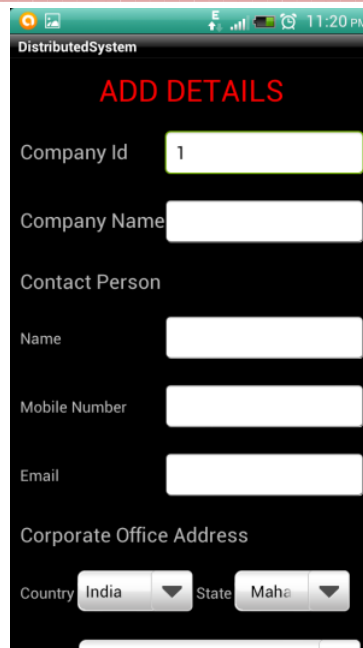 E 11:20 PM
DistributedSystem
ADD DETAILS
Company Id 1
Company Name
Contact Person
Name
Mobile Number
Email
Corporate Office Address
Country India State Maha